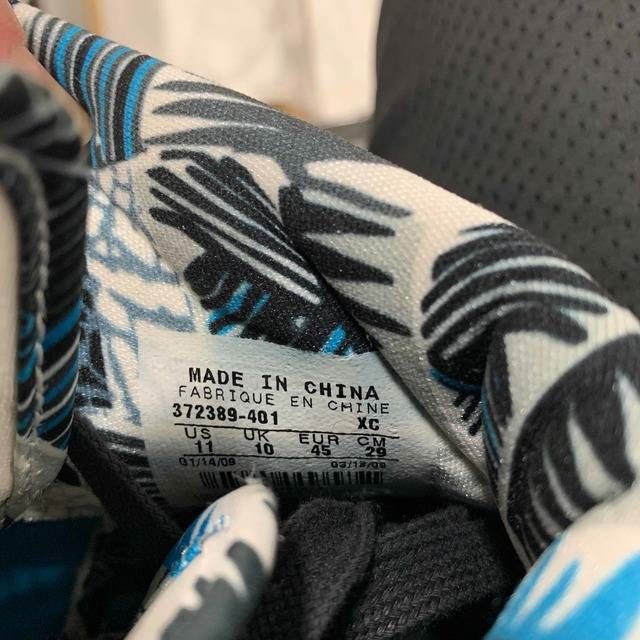 MADE IN CHINA
FABRIQUE EN CHINE
372389-401 XC
US UK EUR CM
11 10 45 29
01/14/09 03/18/09